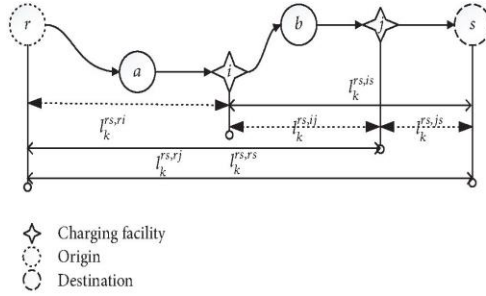 r
a
i
b
j
s
l_k^{rs,is}
l_k^{rs,ri}
l_k^{rs,ij}
l_k^{rs,js}
l_k^{rs,rj}
l_k^{rs,rs}
Charging facility
Origin
Destination